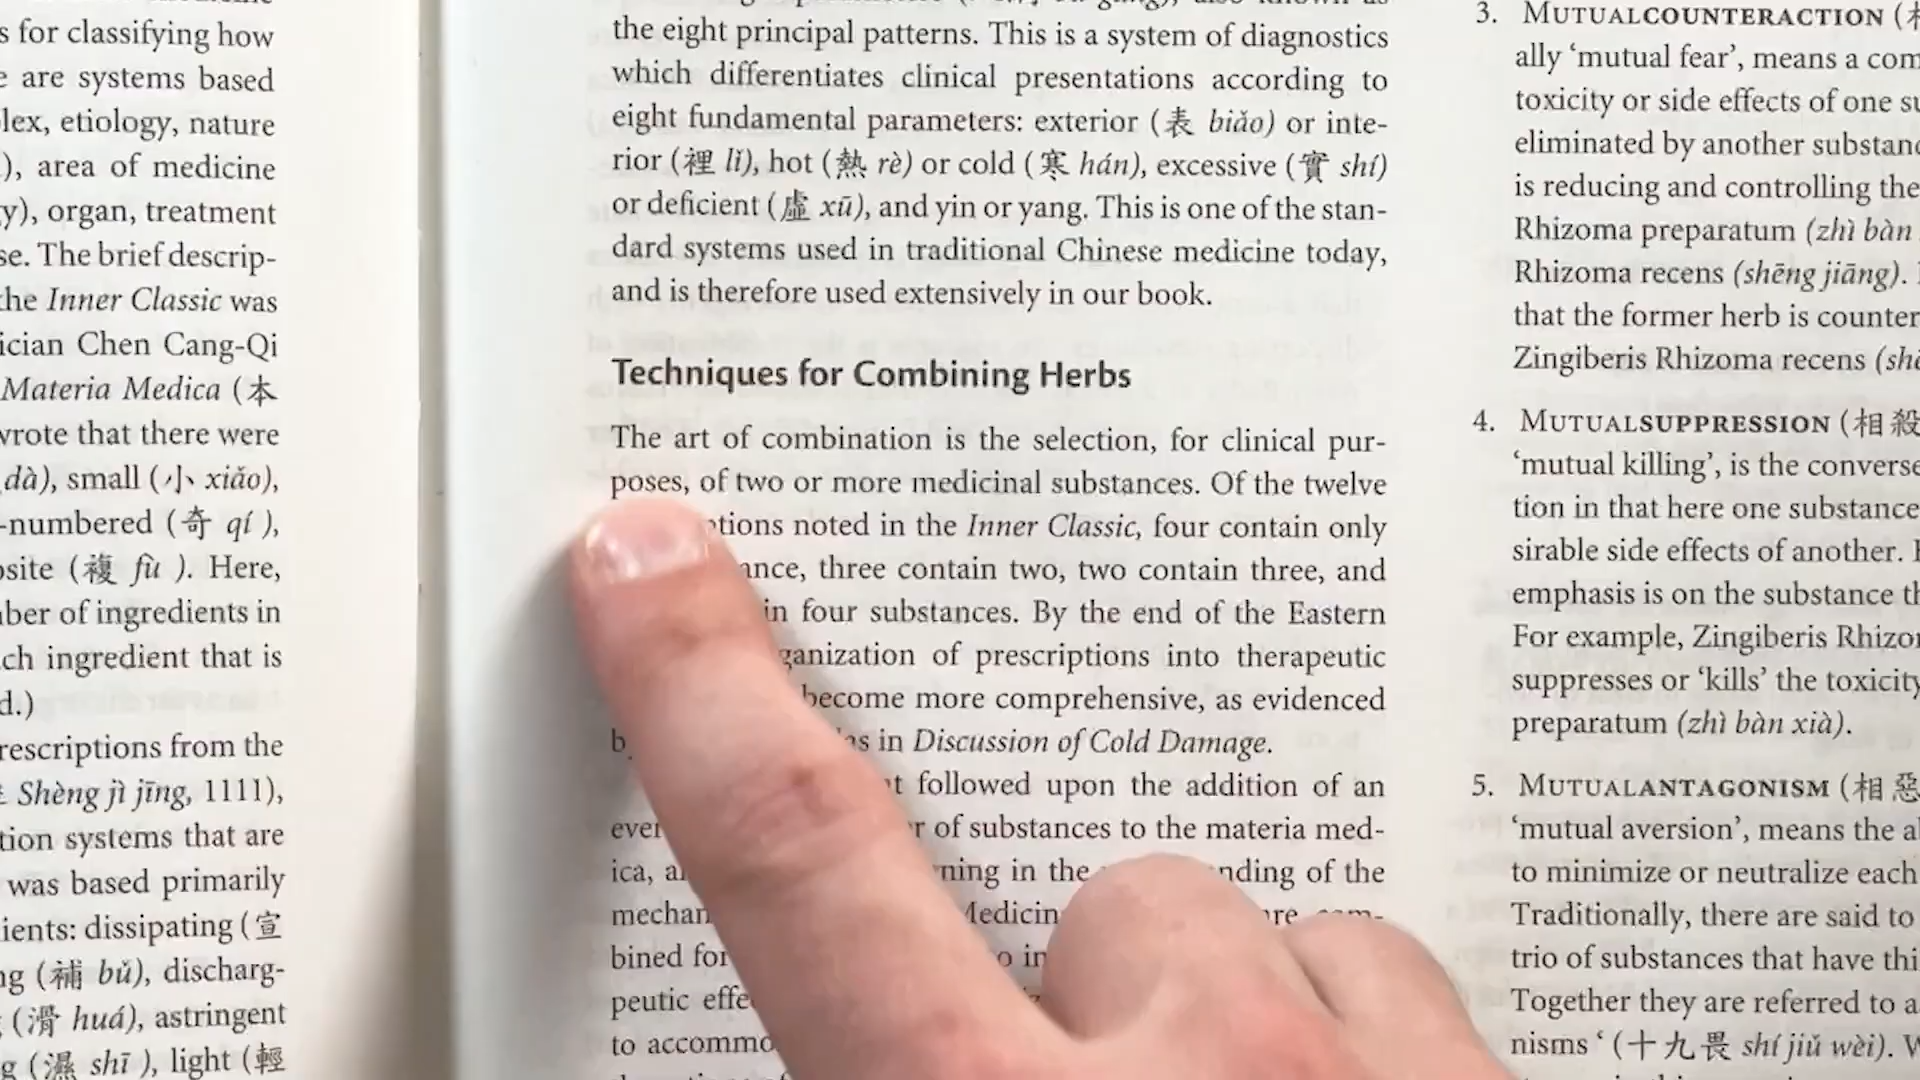 s for classifying how
e are systems based
lex, etiology, nature
), area of medicine
y), organ, treatment
se. The brief descrip-
the Inner Classic was
ician Chen Cang-Qi
Materia Medica (本
wrote that there were
dà), small (小 xiǎo),
-numbered (奇 qí ),
osite (複 fù ). Here,
ber of ingredients in
ch ingredient that is
d.)
rescriptions from the
Shèng jì jīng, 1111),
tion systems that are
was based primarily
ients: dissipating (宣
ng (補 bǔ), discharg-
(滑 huá), astringent
g (濕 shī ), light (輕
the eight principal patterns. This is a system of diagnostics
which differentiates clinical presentations according to
eight fundamental parameters: exterior (表 biǎo) or inte-
rior (裡 lǐ), hot (熱 rè) or cold (寒 hán), excessive (實 shí)
or deficient (虛 xū), and yin or yang. This is one of the stan-
dard systems used in traditional Chinese medicine today,
and is therefore used extensively in our book.
Techniques for Combining Herbs
The art of combination is the selection, for clinical pur-
poses, of two or more medicinal substances. Of the twelve
tions noted in the Inner Classic, four contain only
ance, three contain two, two contain three, and
in four substances. By the end of the Eastern
ganization of prescriptions into therapeutic
become more comprehensive, as evidenced
as in Discussion of Cold Damage.
t followed upon the addition of an
ever r of substances to the materia med-
ica, ning in the nding of the
mechan Medicin
bined for
peutic effe
to accommo
3. MUTUAL COUNTERACTION (
ally ‘mutual fear’, means a com
toxicity or side effects of one su
eliminated by another substanc
is reducing and controlling the
Rhizoma preparatum (zhì bàn
Rhizoma recens (shēng jiāng).
that the former herb is counter
Zingiberis Rhizoma recens (she
4. MUTUAL SUPPRESSION (相 殺
‘mutual killing’, is the converse
tion in that here one substance
sirable side effects of another.
emphasis is on the substance th
For example, Zingiberis Rhizor
suppresses or ‘kills’ the toxicity
preparatum (zhì bàn xià).
5. MUTUAL ANTAGONISM (相 惡
‘mutual aversion’, means the a
to minimize or neutralize each
Traditionally, there are said to
trio of substances that have thi
Together they are referred to a
nisms ‘ (十 九 畏 shí jiǔ wèi). W